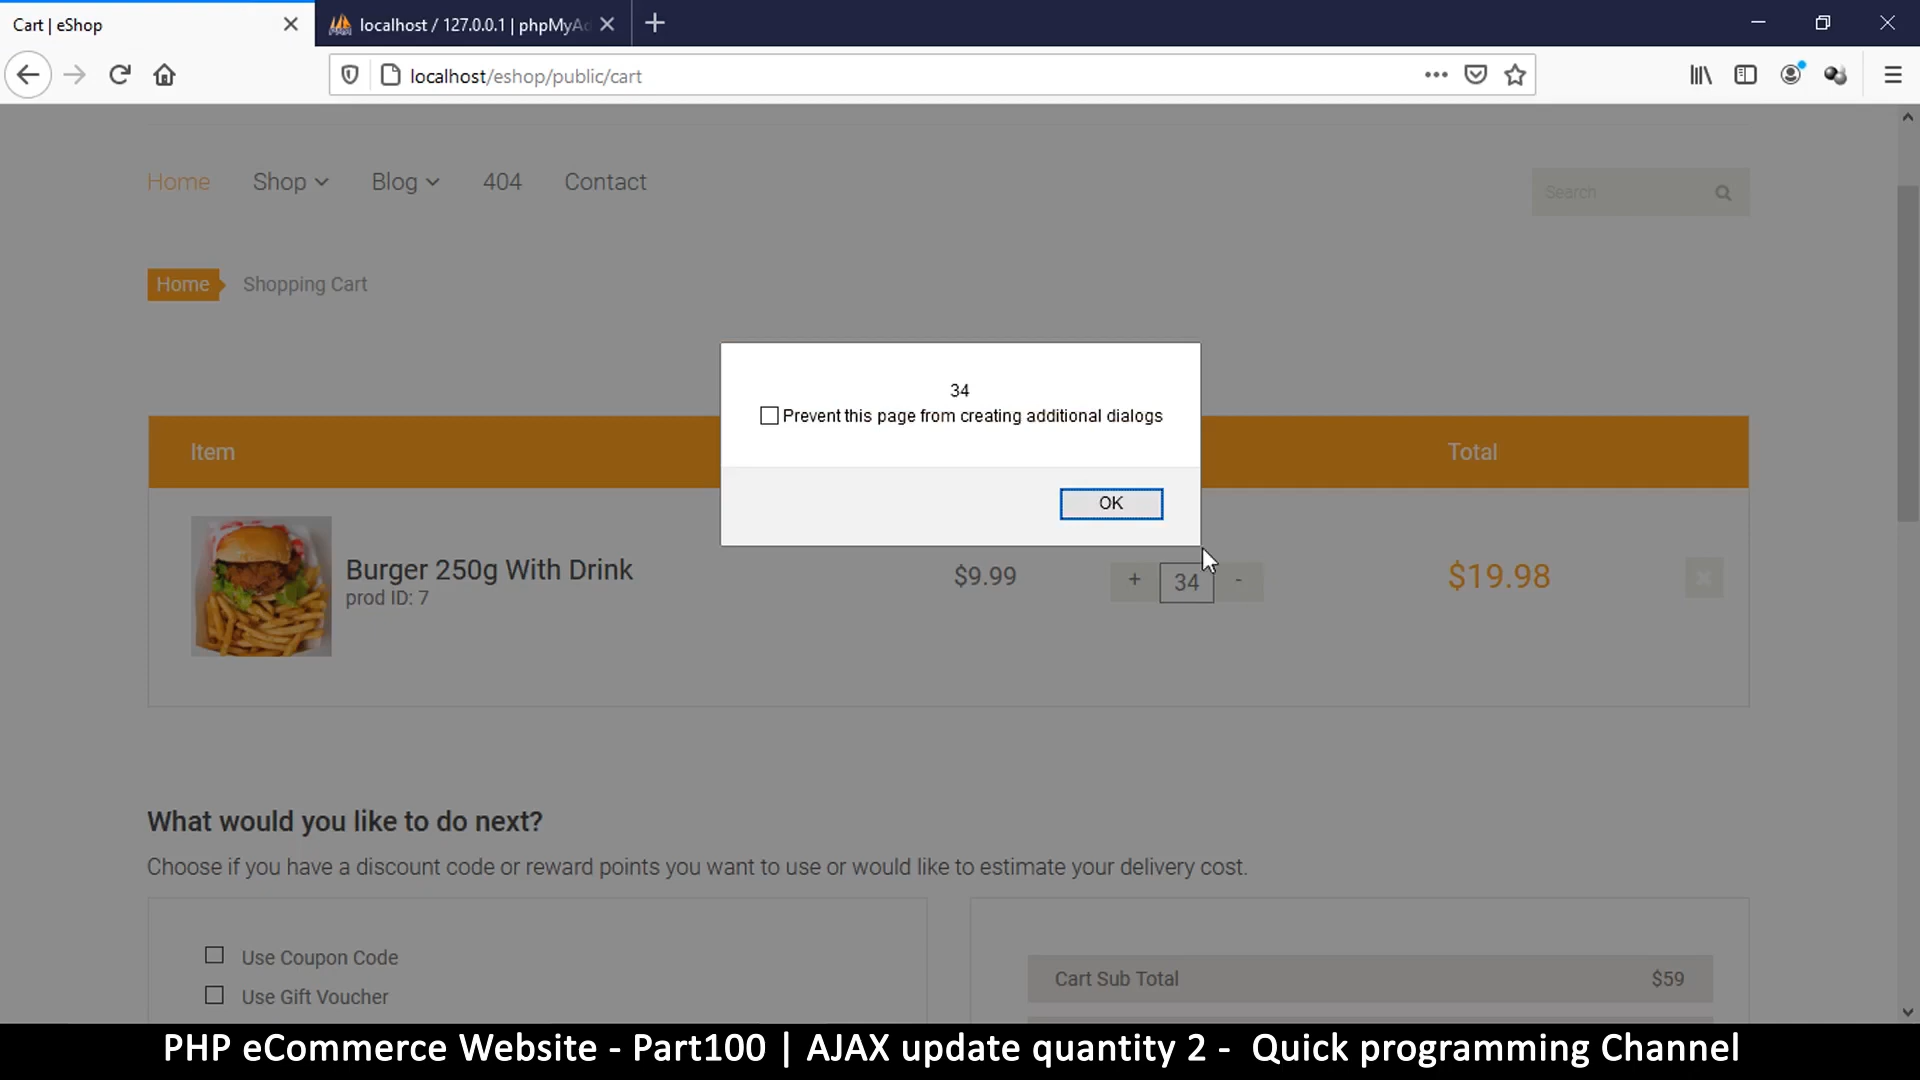 Cart | eShop
localhost / 127.0.0.1 | phpMyAd
localhost/eshop/public/cart
Home Shop Blog 404 Contact
Search
Home Shopping Cart
34
Prevent this page from creating additional dialogs
OK
Item Total
Burger 250g With Drink
prod ID: 7
$9.99
+ 34 -
$19.98
What would you like to do next?
Choose if you have a discount code or reward points you want to use or would like to estimate your delivery cost.
Use Coupon Code
Use Gift Voucher
Cart Sub Total $59
PHP eCommerce Website - Part100 | AJAX update quantity 2 - Quick programming Channel